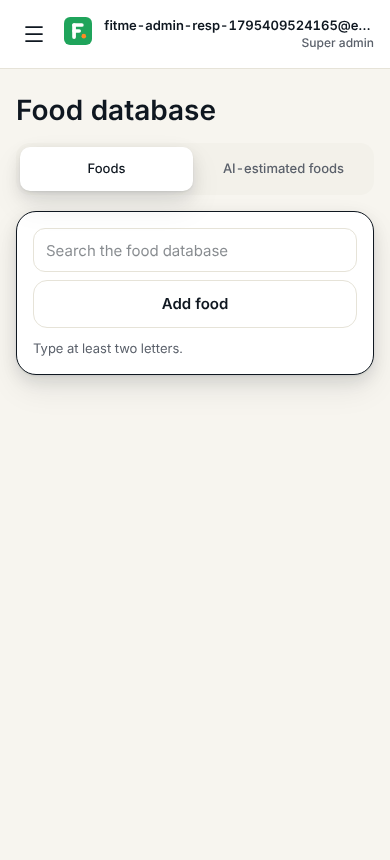 F
fitme-admin-resp-1795409524165@e...
Super admin
Food database
Foods
AI-estimated foods
Search the food database
Add food
Type at least two letters.